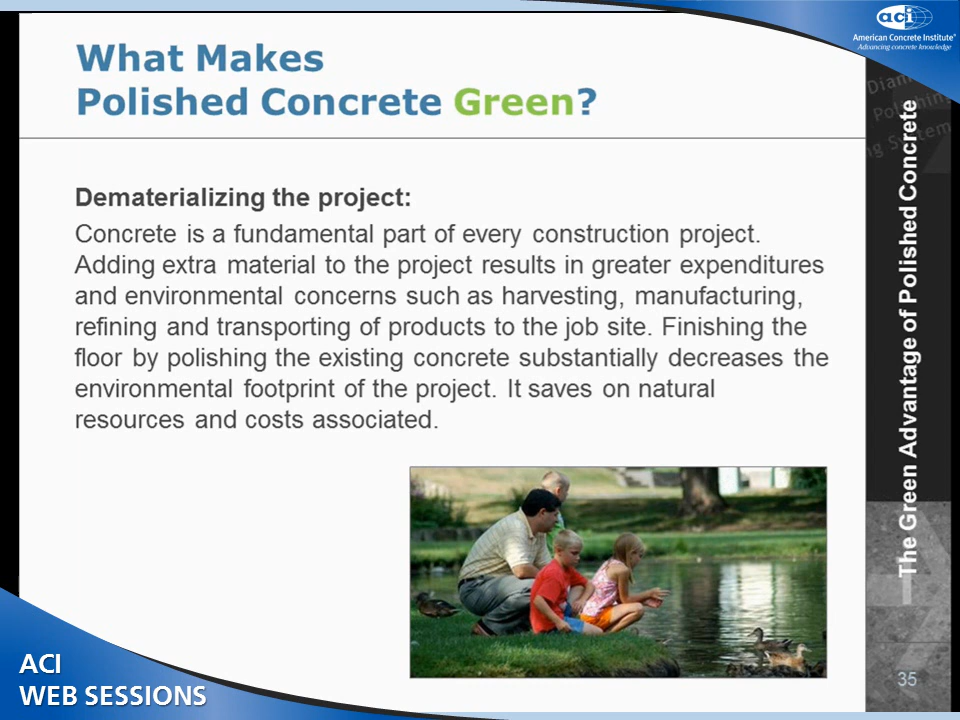 What Makes
Polished Concrete Green?
Dematerializing the project:
Concrete is a fundamental part of every construction project.
Adding extra material to the project results in greater expenditures
and environmental concerns such as harvesting, manufacturing,
refining and transporting of products to the job site. Finishing the
floor by polishing the existing concrete substantially decreases the
environmental footprint of the project. It saves on natural
resources and costs associated.
aci
American Concrete Institute®
Advancing concrete knowledge
The Green Advantage of Polished Concrete
35
ACI
WEB SESSIONS